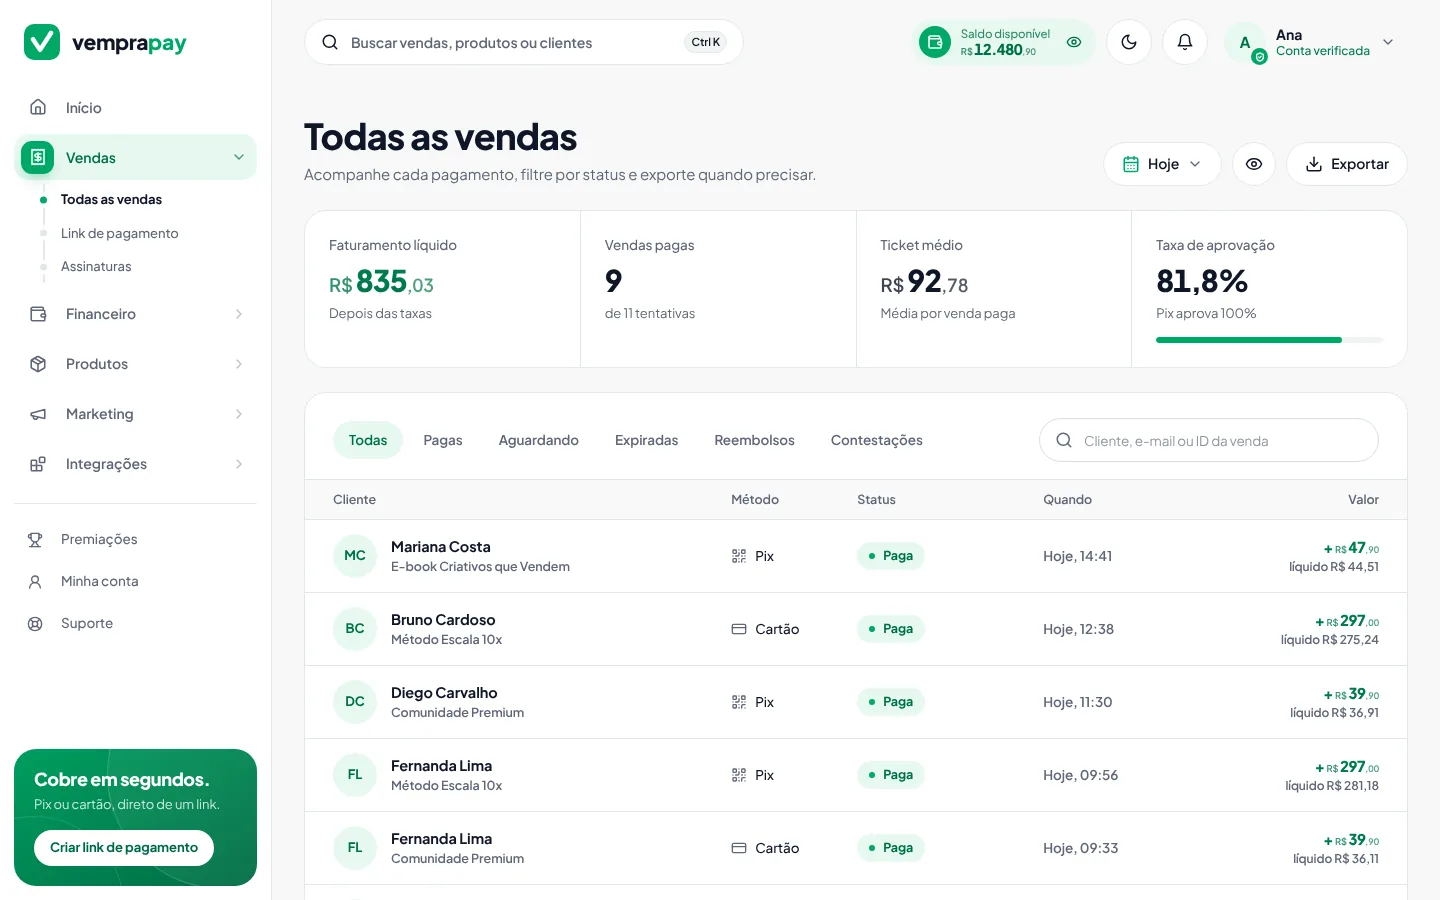 vemprapay
Buscar vendas, produtos ou clientes
Ctrl K
Saldo disponível
R$ 12.480,90
A
Ana
Conta verificada
Início
Vendas
Todas as vendas
Link de pagamento
Assinaturas
Financeiro
Produtos
Marketing
Integrações
Premiações
Minha conta
Suporte
Cobre em segundos.
Pix ou cartão, direto de um link.
Criar link de pagamento
Todas as vendas
Acompanhe cada pagamento, filtre por status e exporte quando precisar.
Hoje
Exportar
Faturamento líquido
R$ 835,03
Depois das taxas
Vendas pagas
9
de 11 tentativas
Ticket médio
R$ 92,78
Média por venda paga
Taxa de aprovação
81,8%
Pix aprova 100%
Todas Pagas Aguardando Expiradas Reembolsos Contestações
Cliente, e-mail ou ID da venda
Cliente Método Status Quando Valor
MC Mariana Costa Pix Paga Hoje, 14:41 + R$ 47,90
E-book Criativos que Vendem líquido R$ 44,51
BC Bruno Cardoso Cartão Paga Hoje, 12:38 + R$ 297,00
Método Escala 10x líquido R$ 275,24
DC Diego Carvalho Pix Paga Hoje, 11:30 + R$ 39,90
Comunidade Premium líquido R$ 36,91
FL Fernanda Lima Pix Paga Hoje, 09:56 + R$ 297,00
Método Escala 10x líquido R$ 281,18
FL Fernanda Lima Cartão Paga Hoje, 09:33 + R$ 39,90
Comunidade Premium líquido R$ 36,11